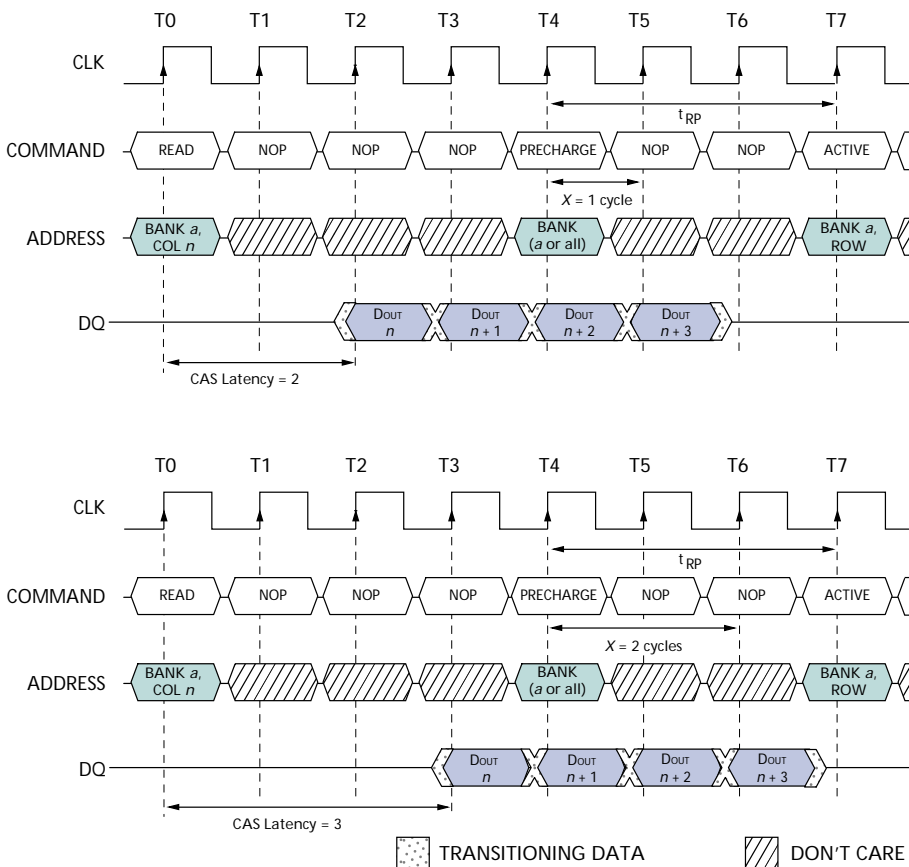 T0 T1 T2 T3 T4 T5 T6 T7
CLK
tRP
COMMAND READ NOP NOP NOP PRECHARGE NOP NOP ACTIVE
X = 1 cycle
ADDRESS BANK a, COL n BANK (a or all) BANK a, ROW
DQ DOUT n DOUT n + 1 DOUT n + 2 DOUT n + 3
CAS Latency = 2
T0 T1 T2 T3 T4 T5 T6 T7
CLK
tRP
COMMAND READ NOP NOP NOP PRECHARGE NOP NOP ACTIVE
X = 2 cycles
ADDRESS BANK a, COL n BANK (a or all) BANK a, ROW
DQ DOUT n DOUT n + 1 DOUT n + 2 DOUT n + 3
CAS Latency = 3
TRANSITIONING DATA DON'T CARE